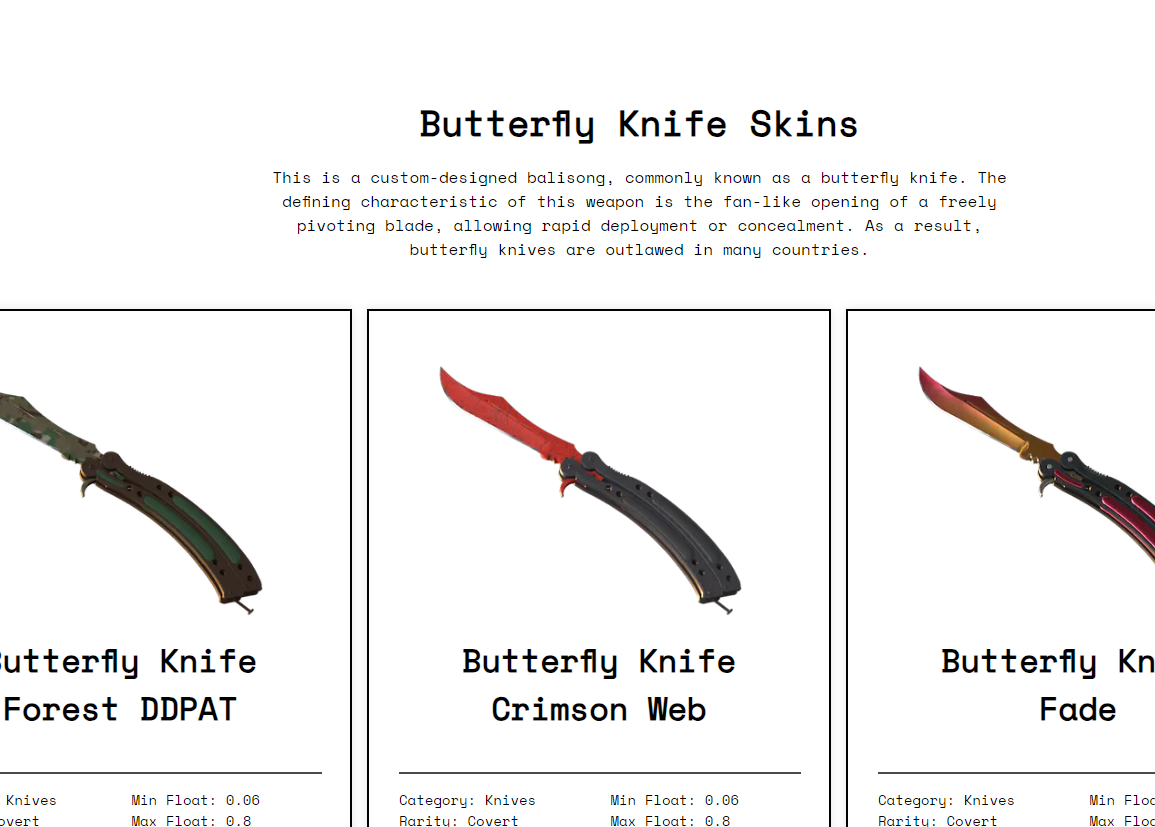 Butterfly Knife Skins
This is a custom-designed balisong, commonly known as a butterfly knife. The
defining characteristic of this weapon is the fan-like opening of a freely
pivoting blade, allowing rapid deployment or concealment. As a result,
butterfly knives are outlawed in many countries.
Butterfly Knife
Forest DDPAT
Knives
Min Float: 0.06
Covert
Max Float: 0.8
Butterfly Knife
Crimson Web
Category: Knives
Min Float: 0.06
Rarity: Covert
Max Float: 0.8
Butterfly Kn
Fade
Category: Knives
Min Floa
Rarity: Covert
Max Floa